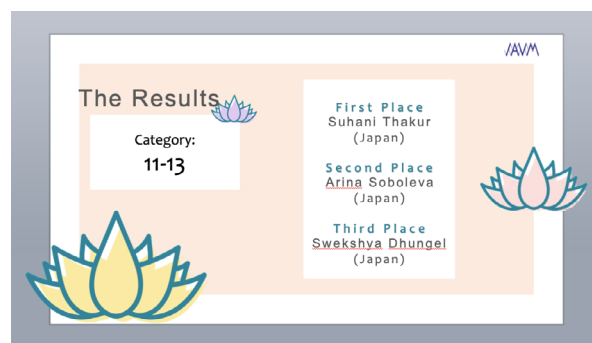 VAVM
The Results
Category:
11-13
First Place
Suhani Thakur
(Japan)
Second Place
Arina Soboleva
(Japan)
Third Place
Swekshya Dhungel
(Japan)